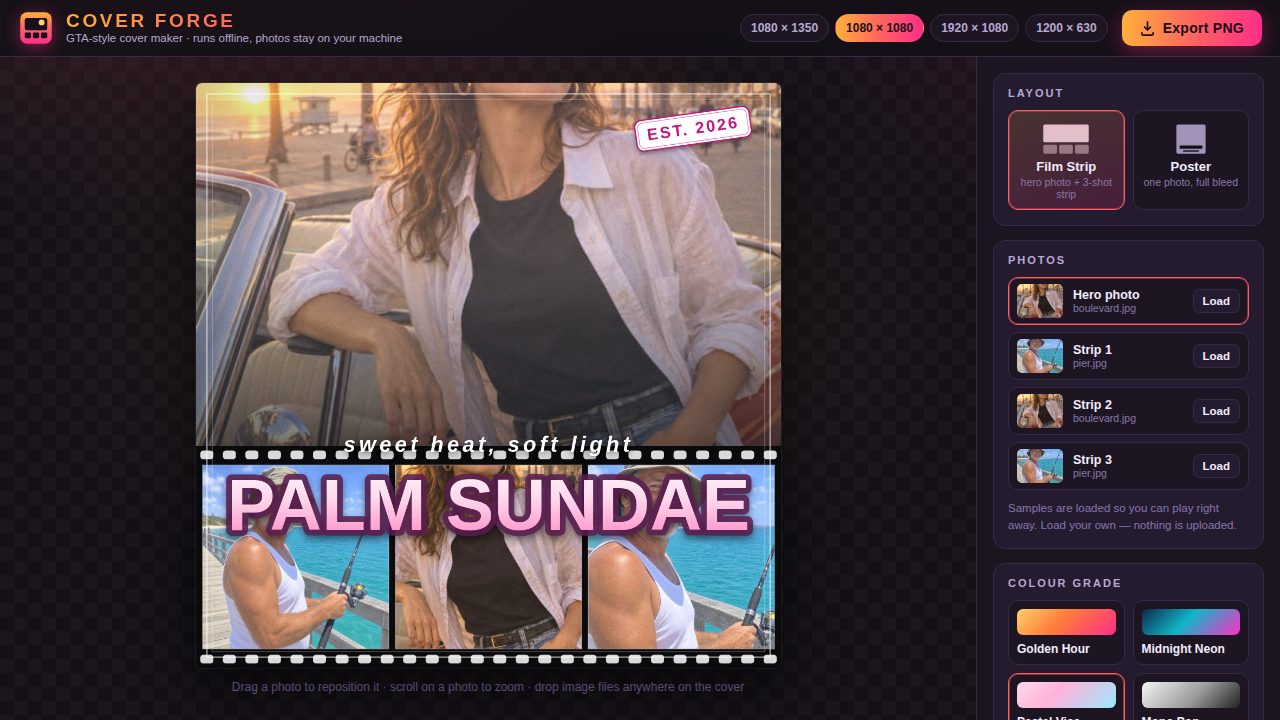 COVER FORGE
GTA-style cover maker · runs offline, photos stay on your machine
1080 × 1350
1080 × 1080
1920 × 1080
1200 × 630
Export PNG
EST. 2026
sweet heat, soft light
PALM SUNDAE
Drag a photo to reposition it · scroll on a photo to zoom · drop image files anywhere on the cover
LAYOUT
Film Strip
hero photo + 3-shot
strip
Poster
one photo, full bleed
PHOTOS
Hero photo
boulevard.jpg
Load
Strip 1
pier.jpg
Load
Strip 2
boulevard.jpg
Load
Strip 3
pier.jpg
Load
Samples are loaded so you can play right
away. Load your own — nothing is uploaded.
COLOUR GRADE
Golden Hour
Midnight Neon